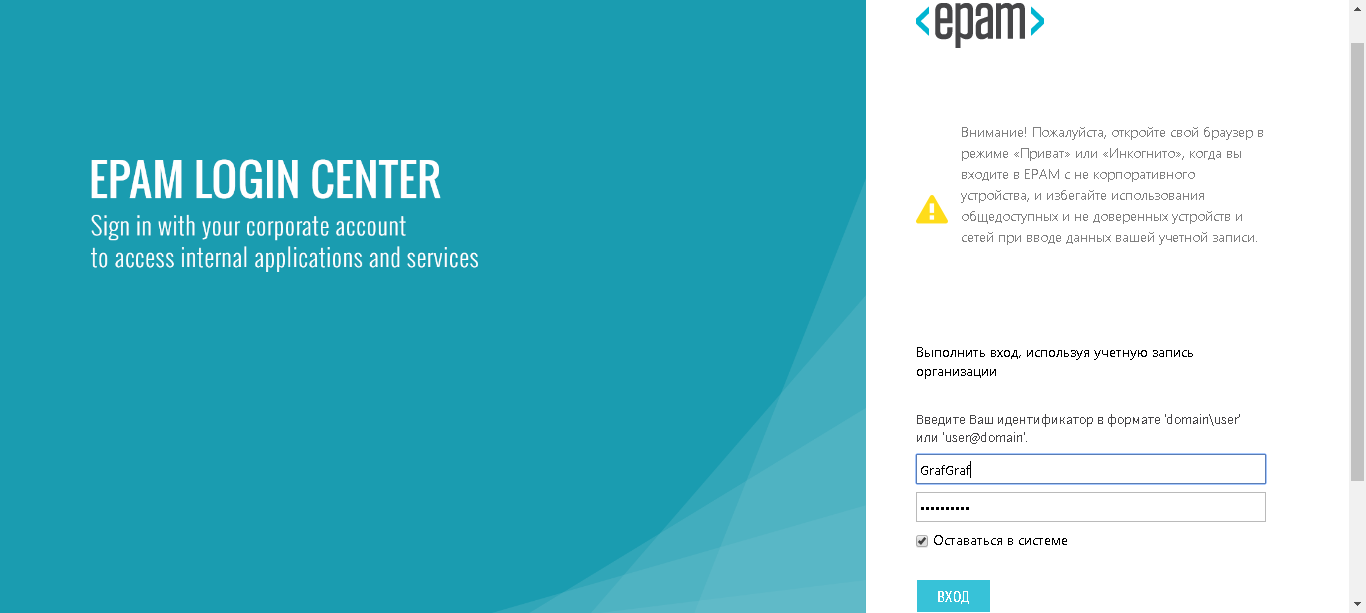 EPAM LOGIN CENTER
Sign in with your corporate account
to access internal applications and services
<epam>
Внимание! Пожалуйста, откройте свой браузер в
режиме «Приват» или «Инкогнито», когда вы
входите в EPAM с не корпоративного
устройства, и избегайте использования
общедоступных и не доверенных устройств и
сетей при вводе данных вашей учетной записи.
Выполнить вход, используя учетную запись
организации
Введите Ваш идентификатор в формате 'domain\user'
или 'user@domain'.
GrafGraf
••••••••••
Оставаться в системе
ВХОД